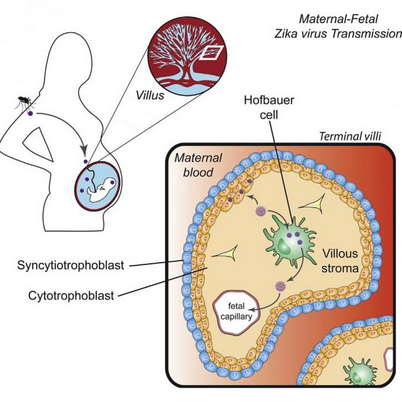 Maternal-Fetal
Zika virus Transmission
Villus
Hofbauer
cell
Terminal villi
Maternal
blood
Syncytiotrophoblast
Villous
stroma
Cytotrophoblast
fetal
capillary